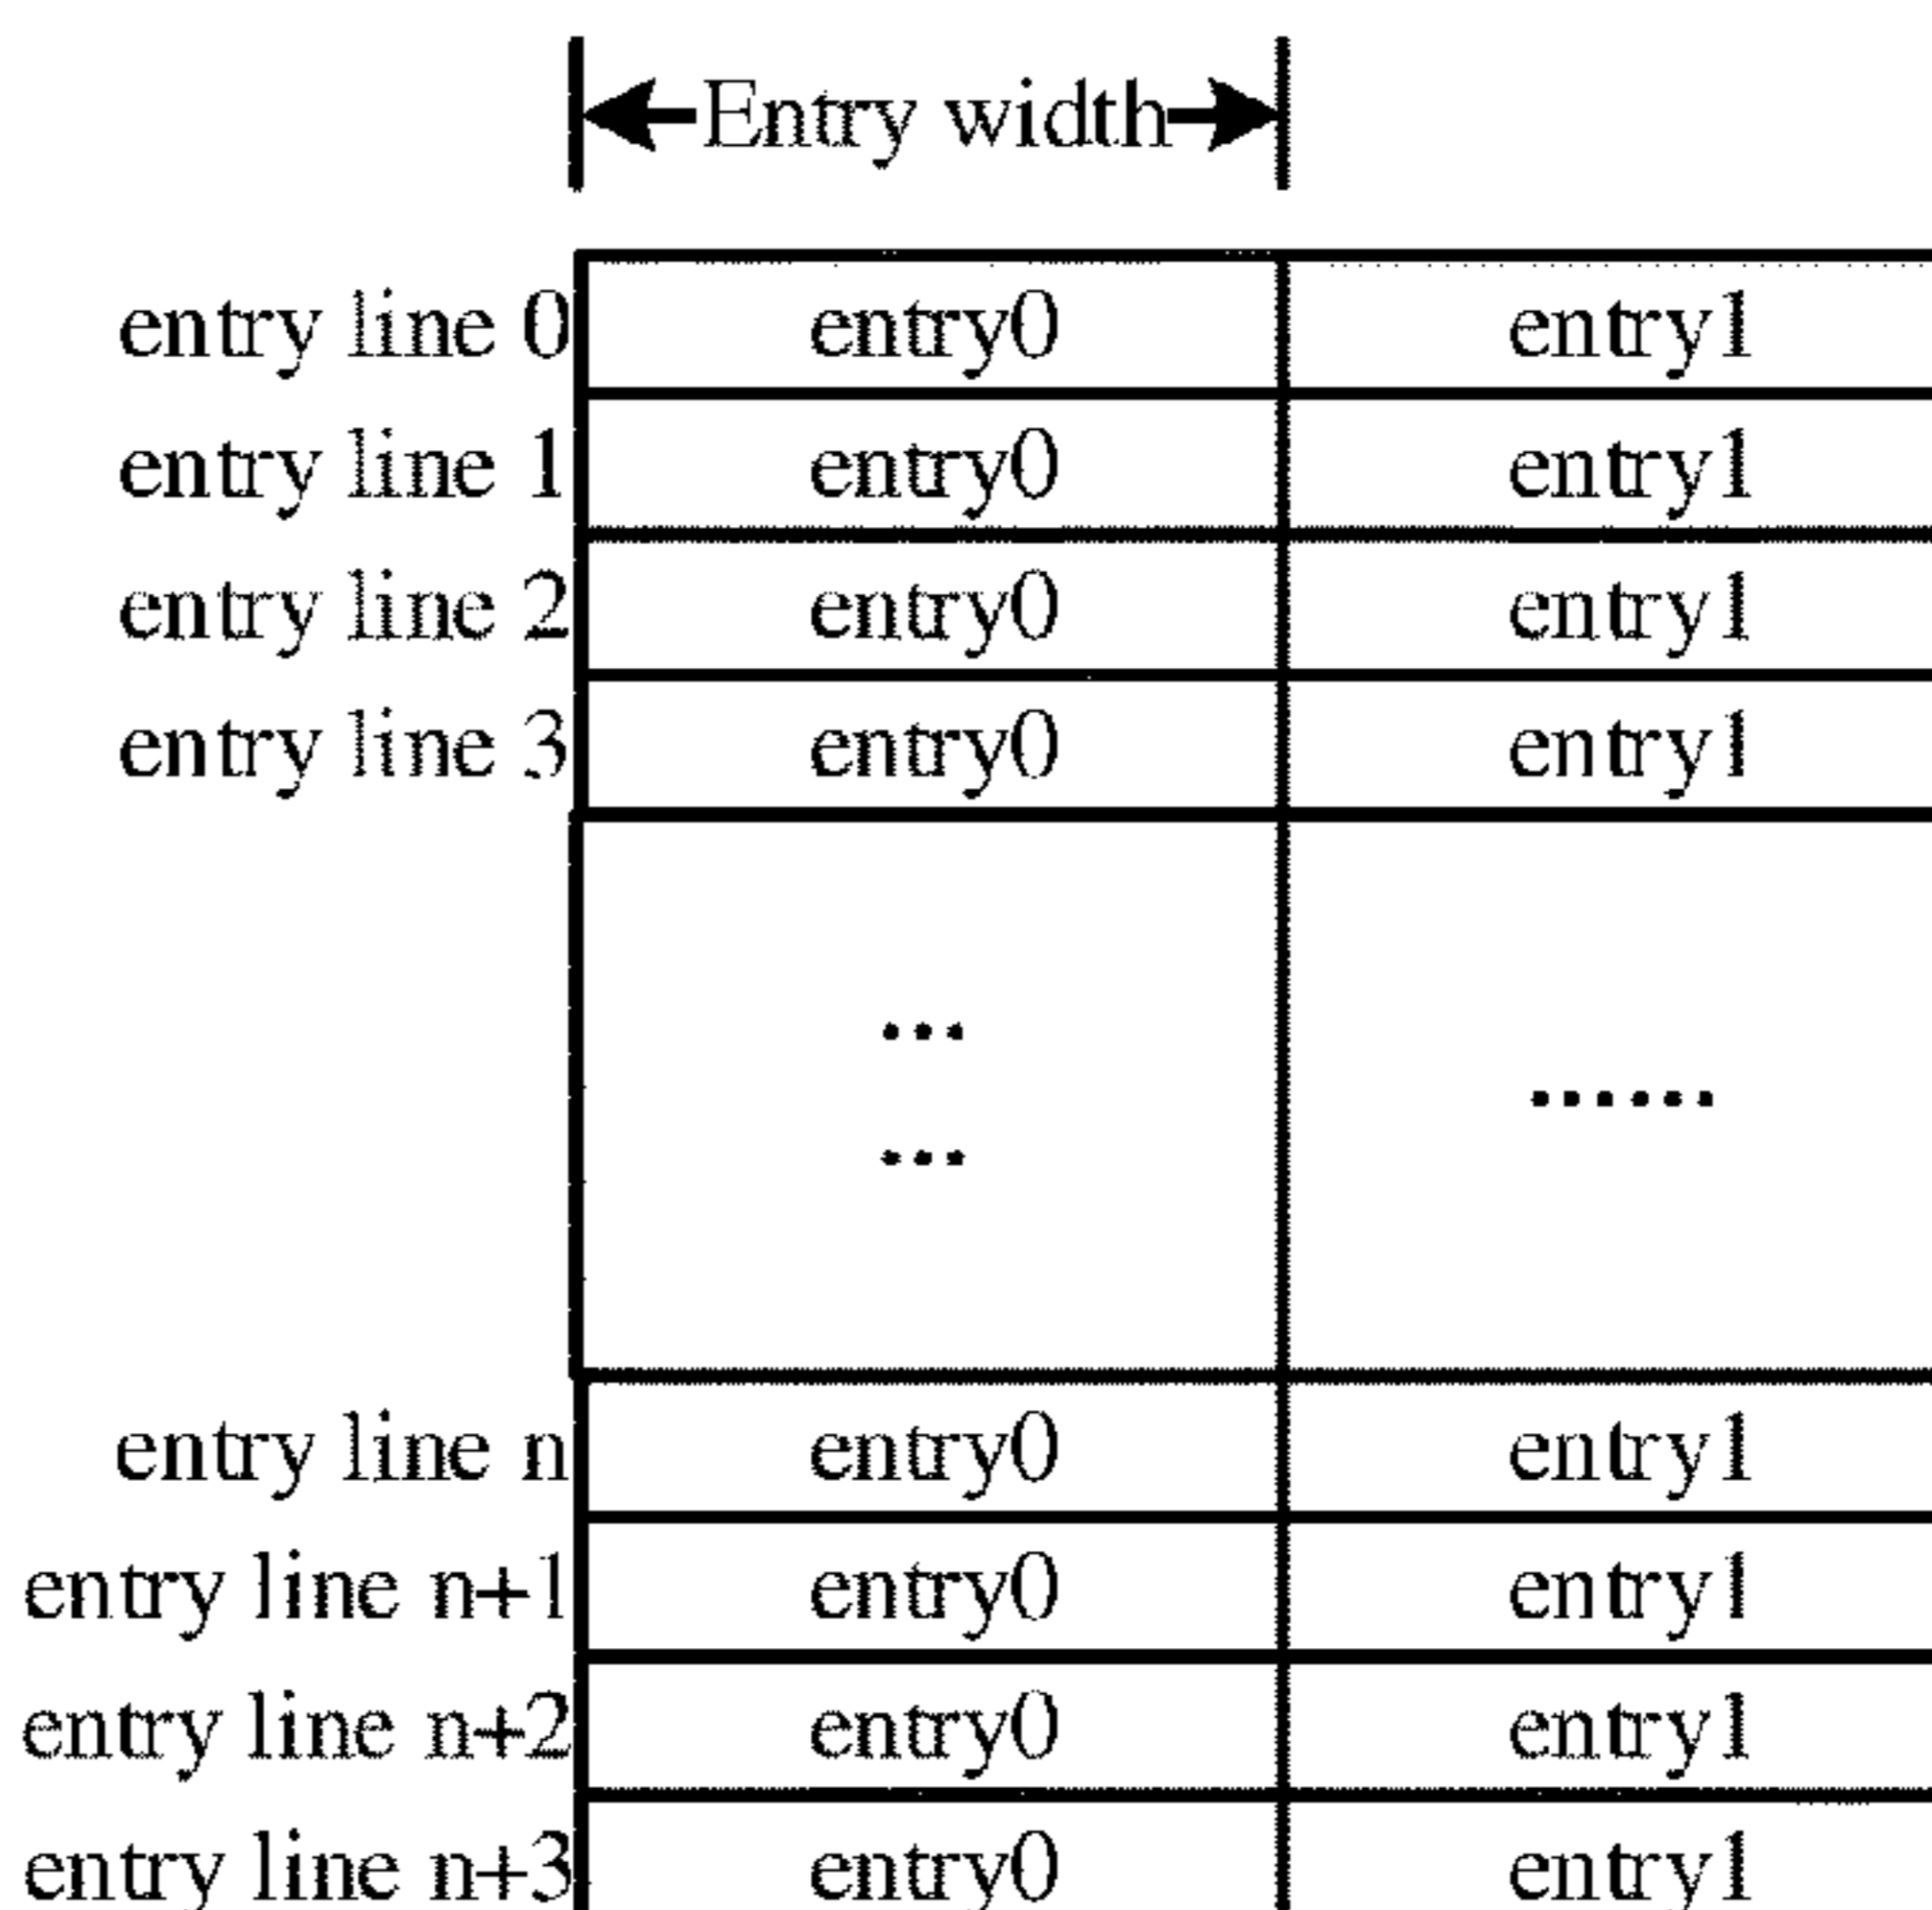 Entry width
entry line 0 entry0 entry1
entry line 1 entry0 entry1
entry line 2 entry0 entry1
entry line 3 entry0 entry1
...
......
...
entry line n entry0 entry1
entry line n+1 entry0 entry1
entry line n+2 entry0 entry1
entry line n+3 entry0 entry1